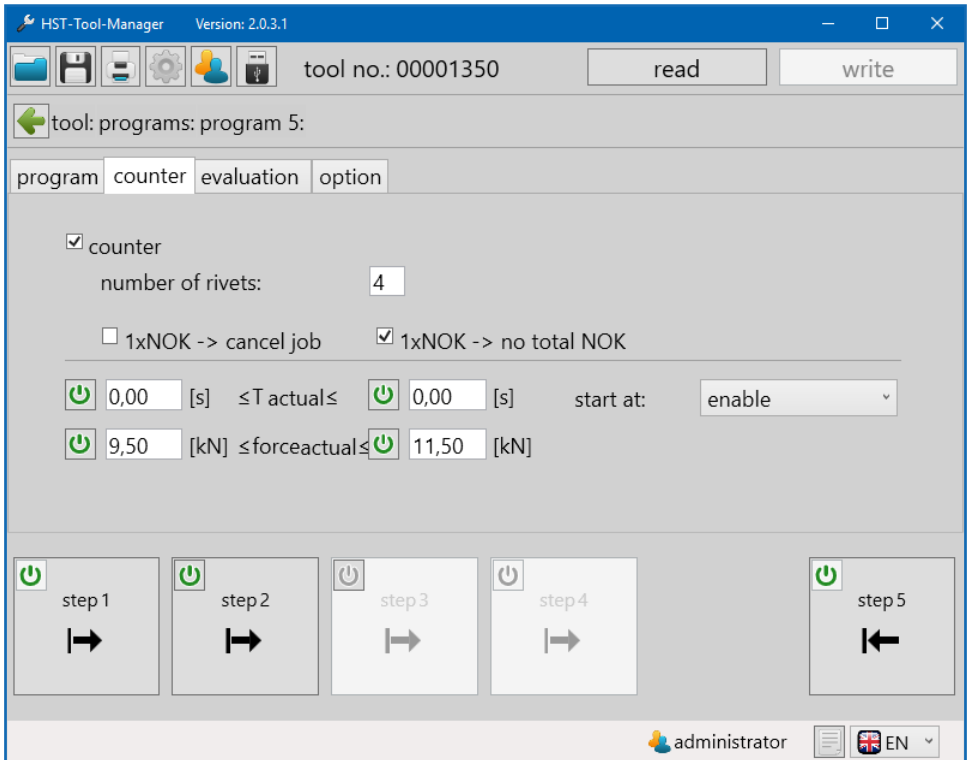 HST-Tool-Manager Version: 2.0.3.1
tool no.: 00001350 read write
tool: programs: program 5:
program counter evaluation option
counter
number of rivets: 4
1xNOK -> cancel job 1xNOK -> no total NOK
0,00 [s] ≤T actual≤ 0,00 [s] start at: enable
9,50 [kN] ≤forceactual≤ 11,50 [kN]
step 1 step 2 step 3 step 4 step 5
administrator EN